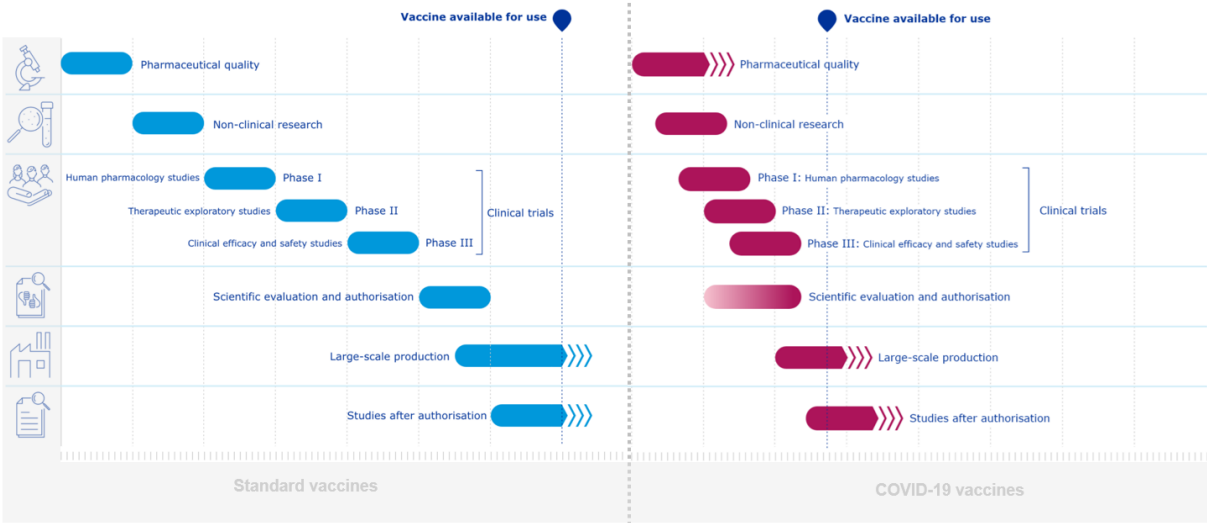 Vaccine available for use
Pharmaceutical quality
Non-clinical research
Human pharmacology studies Phase I
Therapeutic exploratory studies Phase II
Clinical efficacy and safety studies Phase III
Clinical trials
Scientific evaluation and authorisation
Large-scale production
Studies after authorisation
Standard vaccines
Vaccine available for use
Pharmaceutical quality
Non-clinical research
Phase I: Human pharmacology studies
Phase II: Therapeutic exploratory studies
Phase III: Clinical efficacy and safety studies
Clinical trials
Scientific evaluation and authorisation
Large-scale production
Studies after authorisation
COVID-19 vaccines